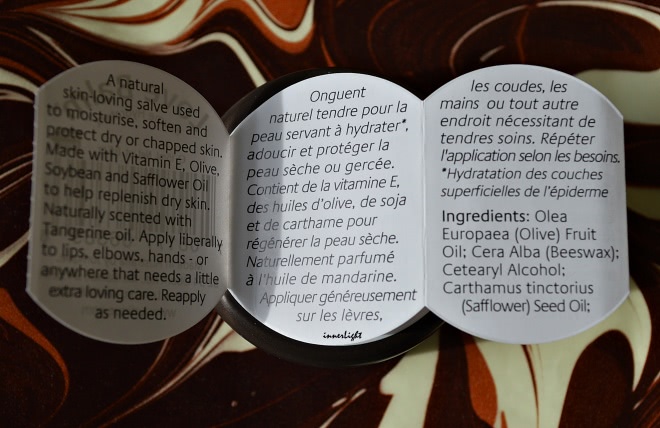 A natural
skin-loving salve used
to moisturise, soften and
protect dry or chapped skin.
Made with Vitamin E, Olive,
Soybean and Safflower Oil
to help replenish dry skin.
Naturally scented with
Tangerine oil. Apply liberally
to lips, elbows, hands - or
anywhere that needs a little
extra loving care. Reapply
as needed.
Onguent
naturel tendre pour la
peau servant à hydrater*,
adoucir et protéger la
peau sèche ou gercée.
Contient de la vitamine E,
des huiles d'olive, de soja
et de carthame pour
régénérer la peau sèche.
Naturellement parfumé
à l'huile de mandarine.
Appliquer généreusement
sur les lèvres,
innerlight
les coudes, les
mains ou tout autre
endroit nécessitant de
tendres soins. Répéter
l'application selon les besoins.
*Hydratation des couches
superficielles de l'épiderme
Ingredients: Olea
Europaea (Olive) Fruit
Oil; Cera Alba (Beeswax);
Cetearyl Alcohol;
Carthamus tinctorius
(Safflower) Seed Oil;